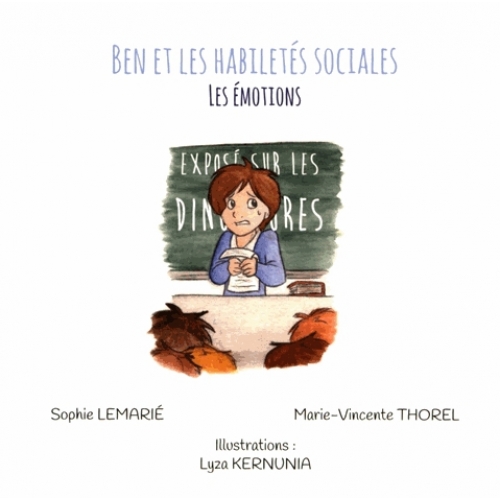 BEN ET LES HABILETÉS SOCIALES
LES ÉMOTIONS
EXPOSÉ SUR LES
Sophie LEMARIÉ
Marie-Vincente THOREL
Illustrations :
Lyza KERNUNIA